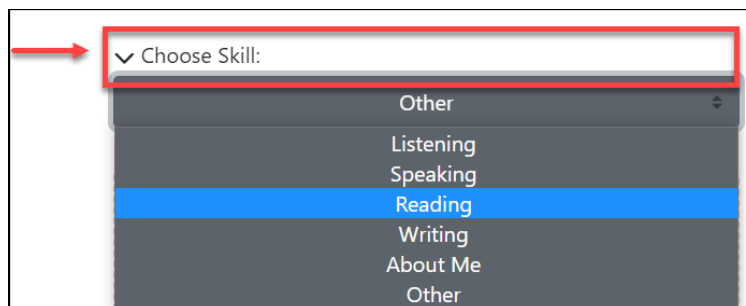 Choose Skill:
Other
Listening
Speaking
Reading
Writing
About Me
Other